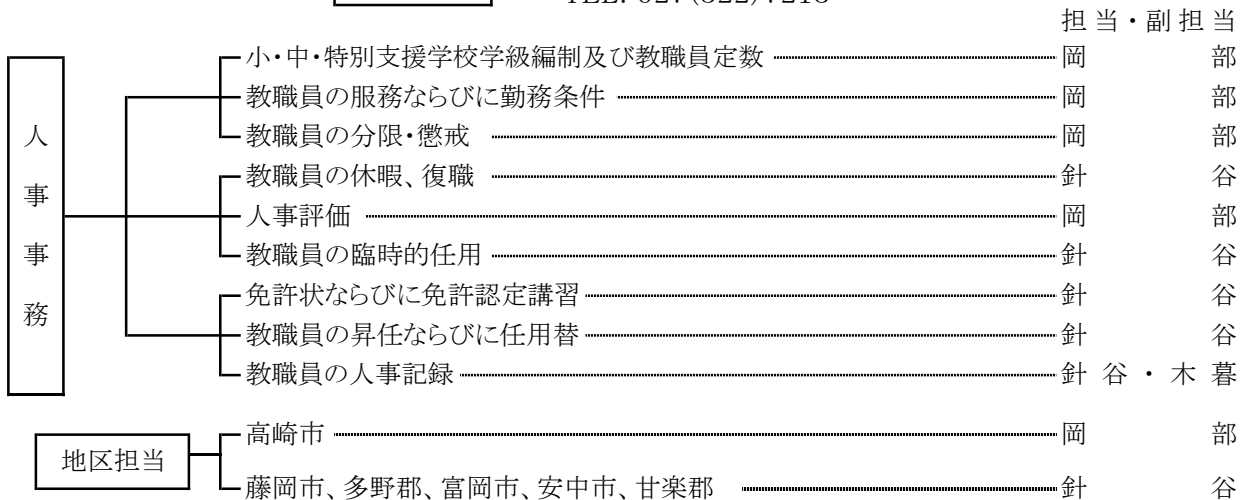 担当・副担当
小・中・特別支援学校学級編制及び教職員定数 岡部
教職員の服務ならびに勤務条件 岡部
教職員の分限・懲戒 岡部
教職員の休暇、復職 針谷
人事評価 岡部
教職員の臨時的任用 針谷
免許状ならびに免許認定講習 針谷
教職員の昇任ならびに任用替 針谷
教職員の人事記録 針谷・木暮
人事事務
高崎市 岡部
地区担当
藤岡市、多野郡、富岡市、安中市、甘楽郡 針谷